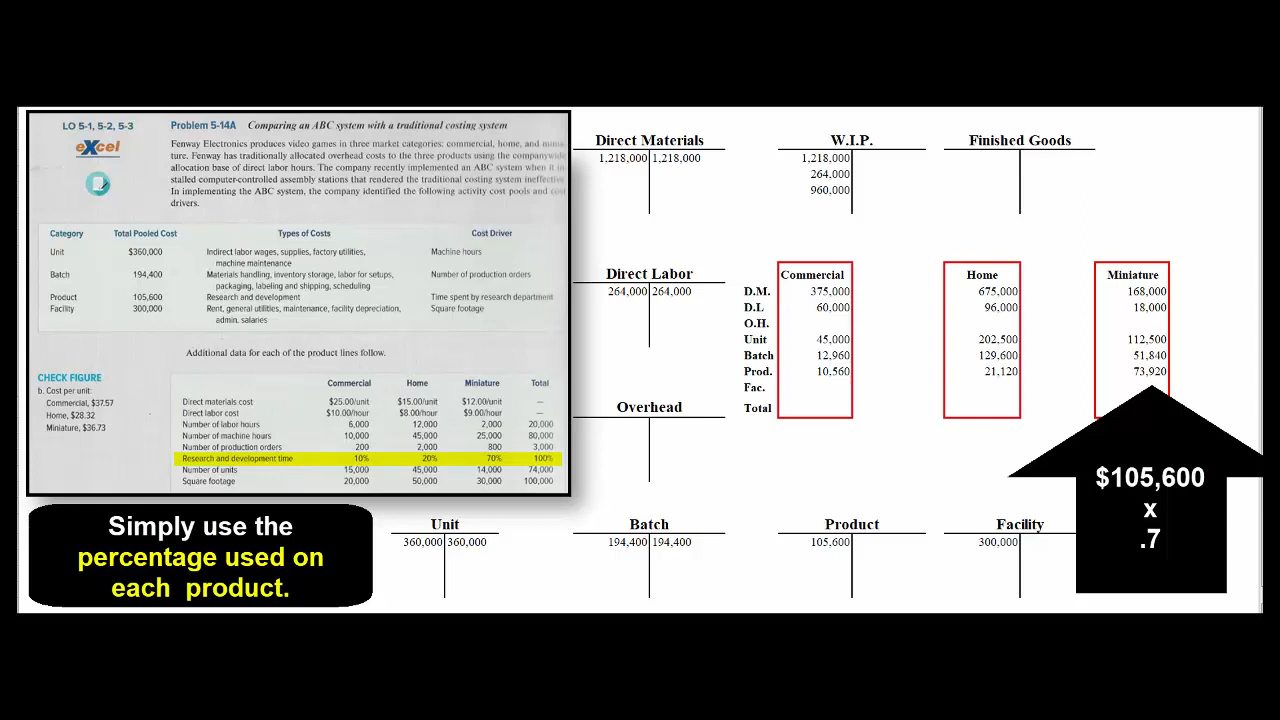 LO 5-1, 5-2, 5-3
eXcel
Problem 5-14A Comparing an ABC system with a traditional costing system
Fenway Electronics produces video games in three market categories: commercial, home, and minia-
ture. Fenway has traditionally allocated overhead costs to the three products using the companywide
allocation base of direct labor hours. The company recently implemented an ABC system when it in-
stalled computer-controlled assembly stations that rendered the traditional costing system ineffective.
In implementing the ABC system, the company identified the following activity cost pools and cost
drivers.
Category Total Pooled Cost Types of Costs Cost Driver
Unit $360,000 Indirect labor wages, supplies, factory utilities, Machine hours
machine maintenance
Batch 194,400 Materials handling, inventory storage, labor for setups, Number of production orders
packaging, labeling and shipping, scheduling
Product 105,600 Research and development Time spent by research department
Facility 300,000 Rent, general utilities, maintenance, facility depreciation, Square footage
admin. salaries
Additional data for each of the product lines follow.
CHECK FIGURE
b. Cost per unit:
Commercial, $37.57
Home, $28.32
Miniature, $36.73
Commercial Home Miniature Total
Direct materials cost $25.00/unit $15.00/unit $12.00/unit —
Direct labor cost $10.00/hour $8.00/hour $9.00/hour —
Number of labor hours 6,000 12,000 2,000 20,000
Number of machine hours 10,000 45,000 25,000 80,000
Number of production orders 200 2,000 800 3,000
Research and development time 10% 20% 70% 100%
Number of units 15,000 45,000 14,000 74,000
Square footage 20,000 50,000 30,000 100,000
Direct Materials
1,218,000 1,218,000
W.I.P.
1,218,000
264,000
960,000
Finished Goods
Direct Labor
264,000 264,000
Overhead
Commercial Home Miniature
D.M. 375,000 675,000 168,000
D.L 60,000 96,000 18,000
O.H.
Unit 45,000 202,500 112,500
Batch 12,960 129,600 51,840
Prod. 10,560 21,120 73,920
Fac.
Total
$105,600
x
.7
Simply use the
percentage used on
each product.
Unit
360,000 360,000
Batch
194,400 194,400
Product
105,600
Facility
300,000